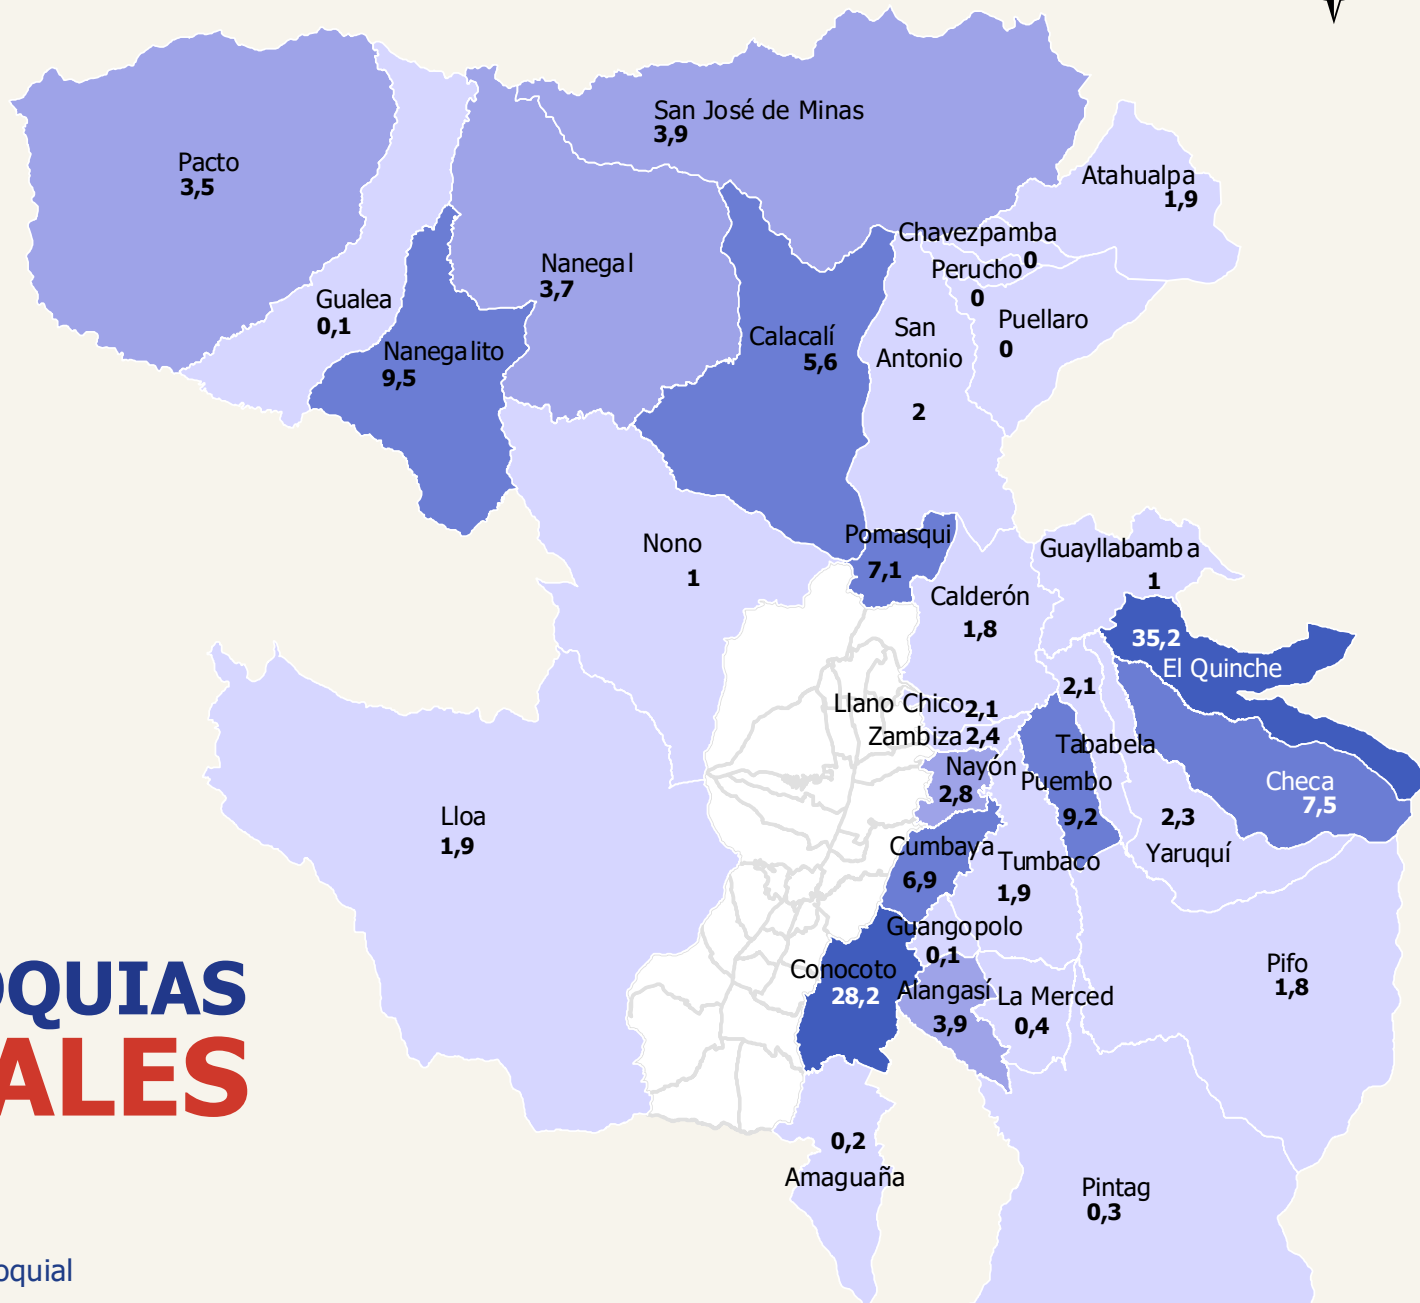 San José de Minas
3,9
Pacto
3,5
Atahualpa
1,9
Chavezpamba
0
Perucho
0
Nanegal
3,7
Gualea
0,1
Puellaro
0
San
Antonio
2
Calacalí
5,6
Nanegalito
9,5
Nono
1
Pomasqui
7,1
Guayllabamba
1
Calderón
1,8
35,2
El Quinche
2,1
Tababela
Llano Chico 2,1
Zambiza 2,4
Nayón
2,8
Puembo
9,2
Checa
7,5
2,3
Yaruquí
Lloa
1,9
Cumbaya
6,9
Tumbaco
1,9
Guangopolo
0,1
Conocoto
28,2
Alangasí
3,9
La Merced
0,4
Pifo
1,8
OQUIAS
ALES
0,2
Amaguaña
Pintag
0,3
oquial